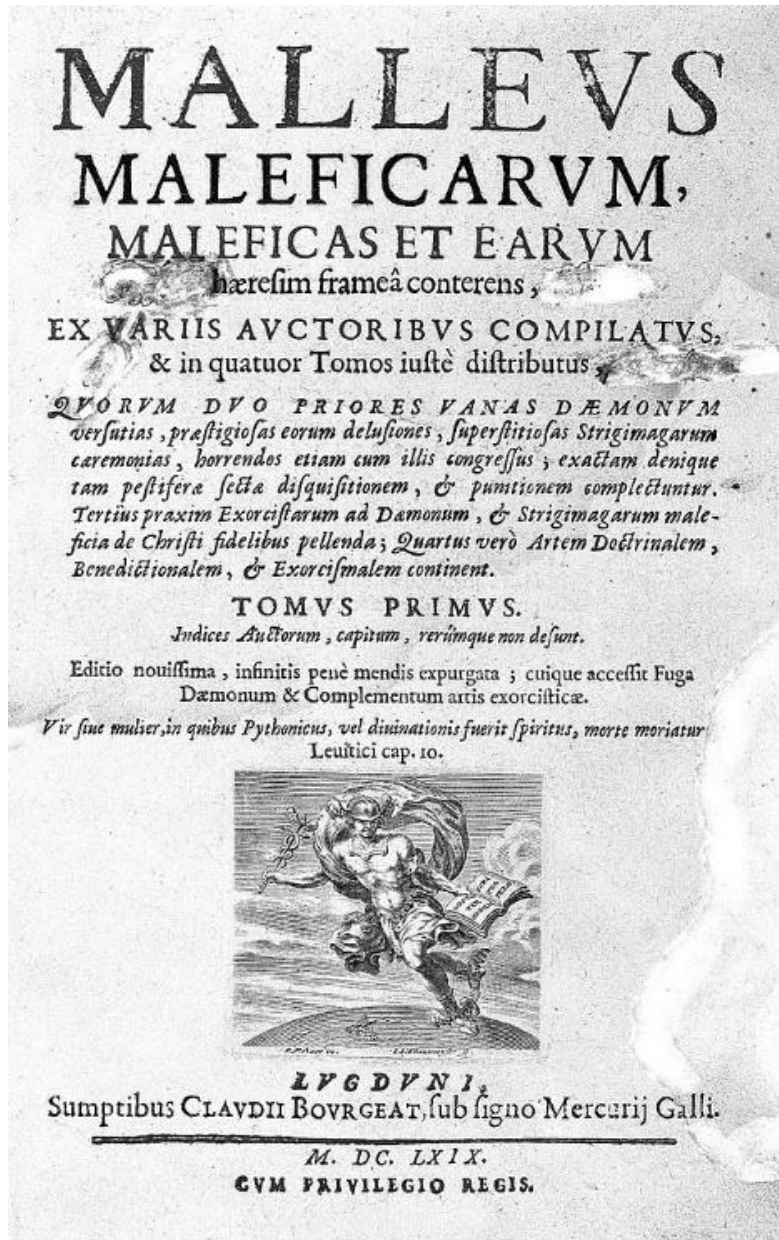 MALLEVS
MALEFICARVM,
MALEFICAS ET EARVM
hæreſim frameâ conterens,
EX VARIIS AVCTORIBVS COMPILATVS,
& in quatuor Tomos iuſtè diſtributus,
QVORVM DVO PRIORES VANAS DÆMONVM
verſutias, præſtigioſas eorum deluſiones, ſuperſtitioſas Strigimagarum
cæremonias, horrendos etiam cum illis congreſſus; exactam denique
tam peſtiferæ ſectæ diſquiſitionem, & punitionem complectuntur.
Tertius praxim Exorciſtarum ad Dæmonum, & Strigimagarum male-
ficia de Chriſti fidelibus pellenda; Quartus verò Artem Doctrinalem,
Benedictionalem, & Exorciſmalem continent.
TOMVS PRIMVS.
Indices Auctorum, capitum, rerúmque non deſunt.
Editio nouiſſima, infinitis penè mendis expurgata; cuique acceſſit Fuga
Dæmonum & Complementum artis exorciſticæ.
Vir ſiue mulier, in quibus Pythonicus, vel diuinationis fuerit ſpiritus, morte moriatur
Leuitici cap. 10.
LVGDVNI,
Sumptibus CLAVDII BOVRGEAT, ſub ſigno Mercurij Galli.
M. DC. LXIX.
CVM PRIVILEGIO REGIS.